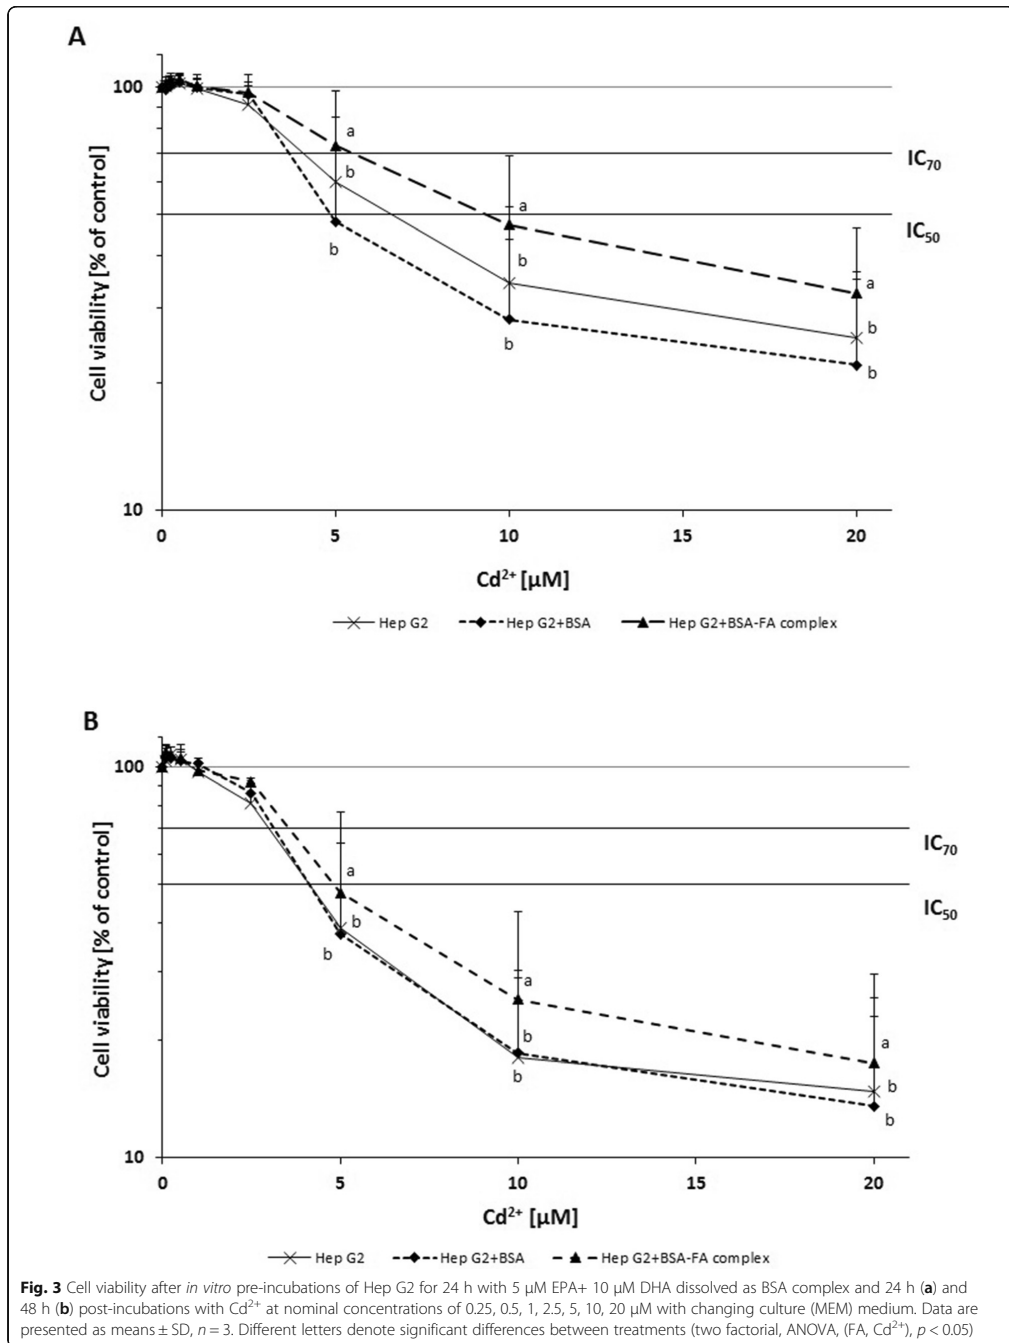 A
100
10
Cell viability [% of control]
a
b
b
a
b
b
a
b
b
IC70
IC50
0 5 10 15 20
Cd²⁺ [µM]
Hep G2 Hep G2+BSA Hep G2+BSA-FA complex
B
100
10
Cell viability [% of control]
a
b
b
a
b
b
a
b
b
IC70
IC50
0 5 10 15 20
Cd²⁺ [µM]
Hep G2 Hep G2+BSA Hep G2+BSA-FA complex
Fig. 3 Cell viability after in vitro pre-incubations of Hep G2 for 24 h with 5 µM EPA+ 10 µM DHA dissolved as BSA complex and 24 h (a) and
48 h (b) post-incubations with Cd²⁺ at nominal concentrations of 0.25, 0.5, 1, 2.5, 5, 10, 20 µM with changing culture (MEM) medium. Data are
presented as means ± SD, n = 3. Different letters denote significant differences between treatments (two factorial, ANOVA, (FA, Cd²⁺), p < 0.05)